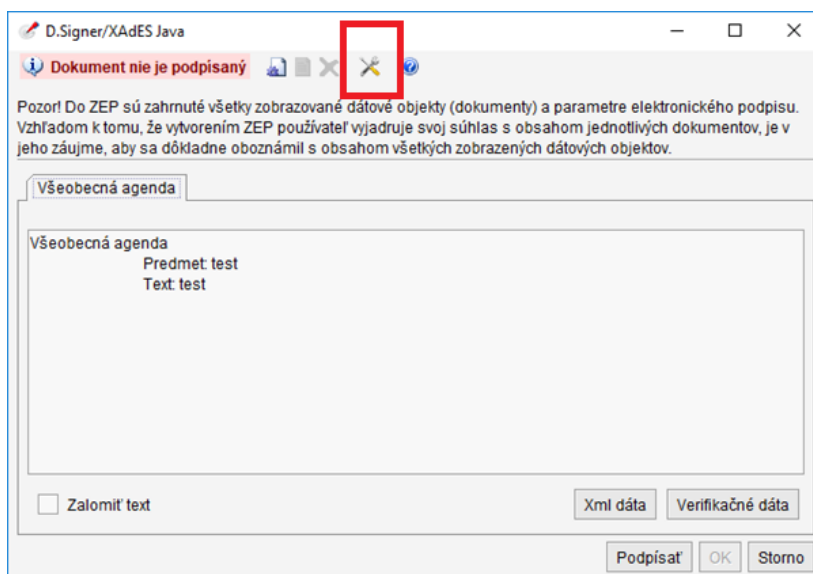 D.Signer/XAdES Java
Dokument nie je podpísaný
Pozor! Do ZEP sú zahrnuté všetky zobrazované dátové objekty (dokumenty) a parametre elektronického podpisu.
Vzhľadom k tomu, že vytvorením ZEP používateľ vyjadruje svoj súhlas s obsahom jednotlivých dokumentov, je v
jeho záujme, aby sa dôkladne oboznámil s obsahom všetkých zobrazených dátových objektov.
Všeobecná agenda
Všeobecná agenda
Predmet: test
Text: test
Zalomiť text
Xml dáta
Verifikačné dáta
Podpísať
OK
Storno